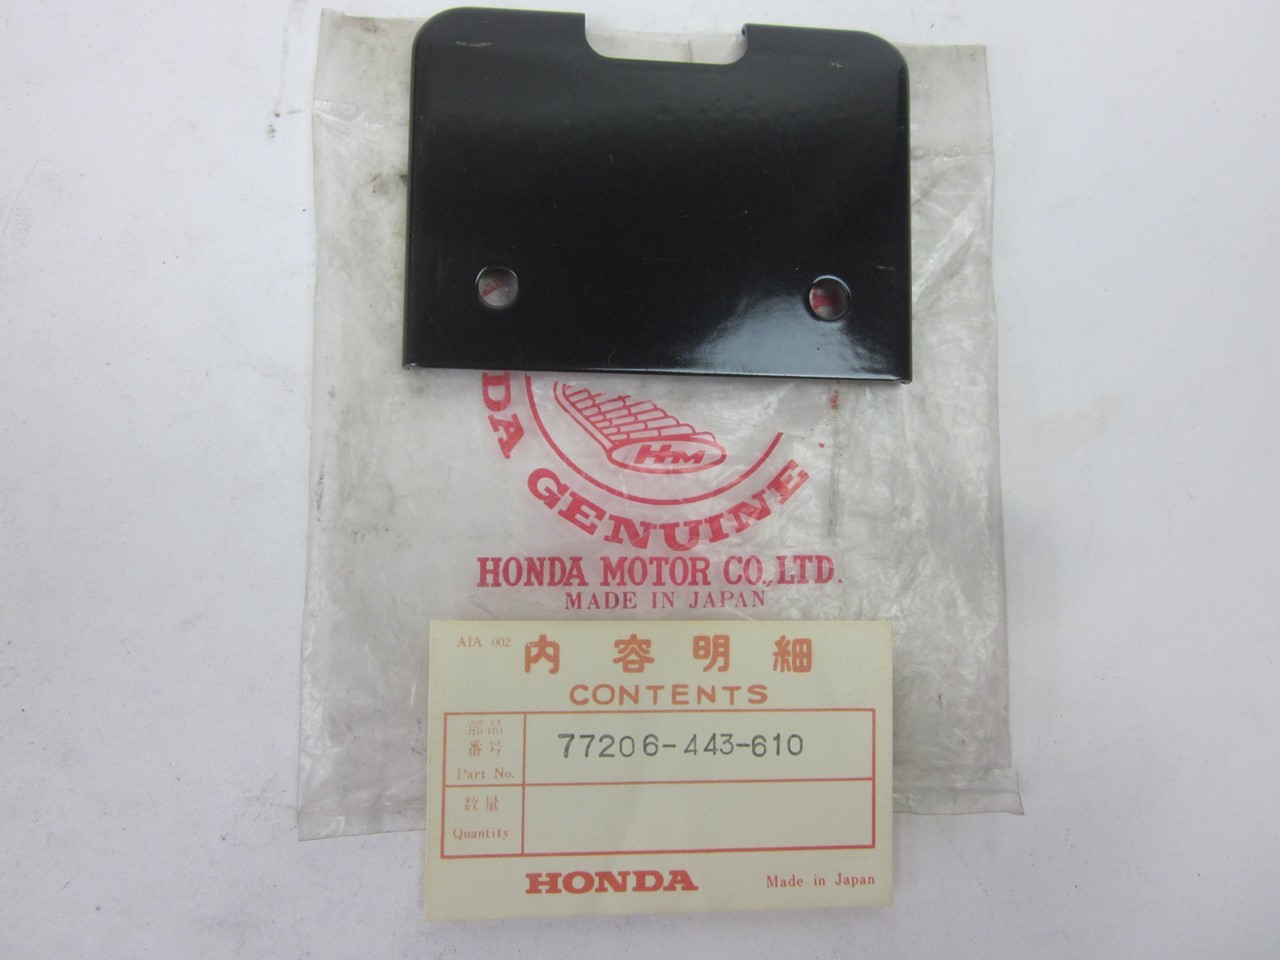 DA GENUINE
HM
HONDA MOTOR CO., LTD.
MADE IN JAPAN
AIA 002
内容明細
CONTENTS
部品
番号
Part No.
77206-443-610
数量
Quantity
HONDA
Made in Japan